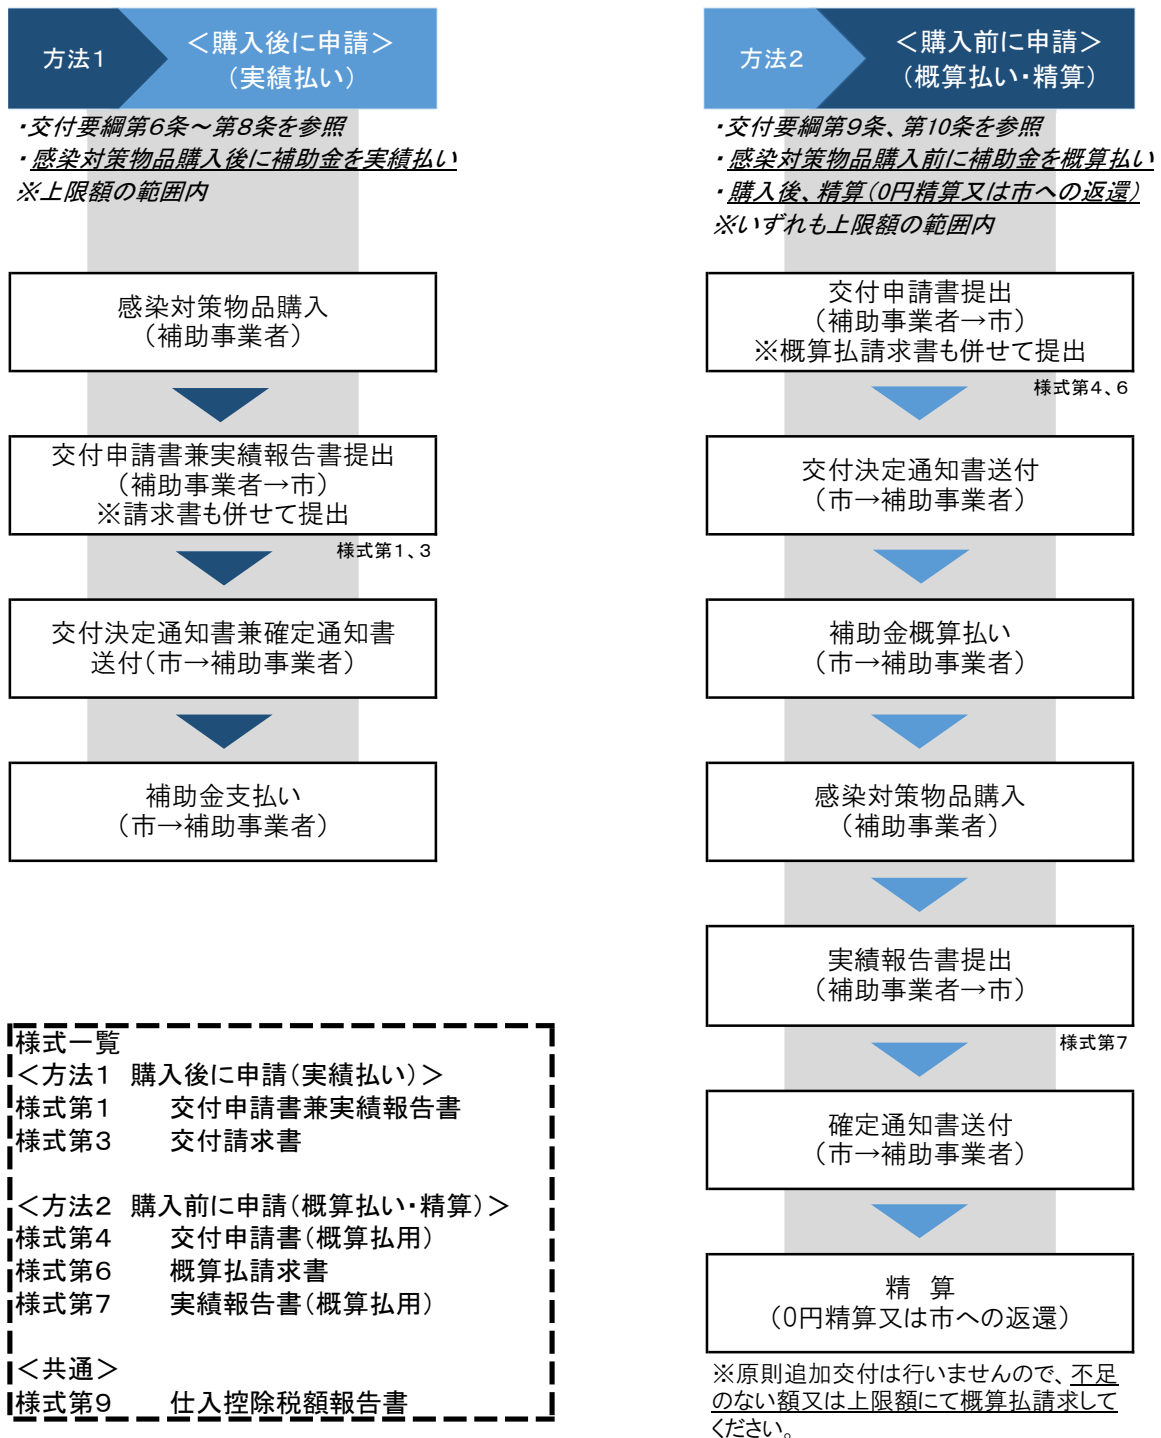 方法１
＜購入後に申請＞
（実績払い）
・交付要綱第６条～第８条を参照
・感染対策物品購入後に補助金を実績払い
※上限額の範囲内
感染対策物品購入
（補助事業者）
交付申請書兼実績報告書提出
（補助事業者→市）
※請求書も併せて提出
様式第１、３
交付決定通知書兼確定通知書
送付（市→補助事業者）
補助金支払い
（市→補助事業者）
様式一覧
＜方法１　購入後に申請（実績払い）＞
様式第１　　交付申請書兼実績報告書
様式第３　　交付請求書
＜方法２　購入前に申請（概算払い・精算）＞
様式第４　　交付申請書（概算払用）
様式第６　　概算払請求書
様式第７　　実績報告書（概算払用）
＜共通＞
様式第９　　仕入控除税額報告書
方法２
＜購入前に申請＞
（概算払い・精算）
・交付要綱第９条、第10条を参照
・感染対策物品購入前に補助金を概算払い
・購入後、精算（0円精算又は市への返還）
※いずれも上限額の範囲内
交付申請書提出
（補助事業者→市）
※概算払請求書も併せて提出
様式第４、６
交付決定通知書送付
（市→補助事業者）
補助金概算払い
（市→補助事業者）
感染対策物品購入
（補助事業者）
実績報告書提出
（補助事業者→市）
様式第７
確定通知書送付
（市→補助事業者）
精　算
（０円精算又は市への返還）
※原則追加交付は行いませんので、不足
のない額又は上限額にて概算払請求して
ください。